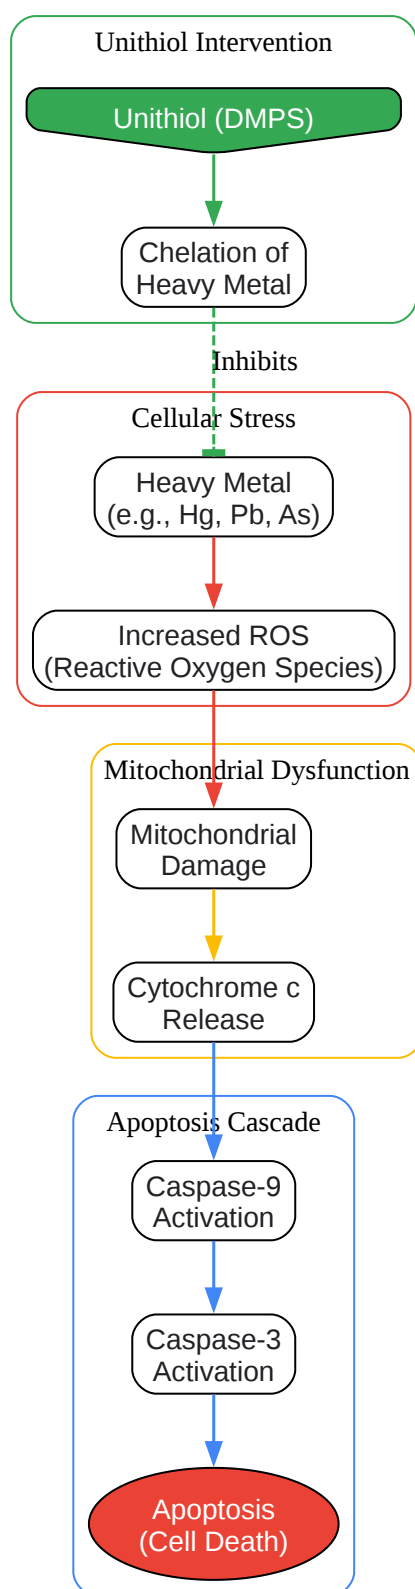 Unithiol Intervention
Unithiol (DMPS)
Chelation of
Heavy Metal
Inhibits
Cellular Stress
Heavy Metal
(e.g., Hg, Pb, As)
Increased ROS
(Reactive Oxygen Species)
Mitochondrial Dysfunction
Mitochondrial
Damage
Cytochrome c
Release
Apoptosis Cascade
Caspase-9
Activation
Caspase-3
Activation
Apoptosis
(Cell Death)